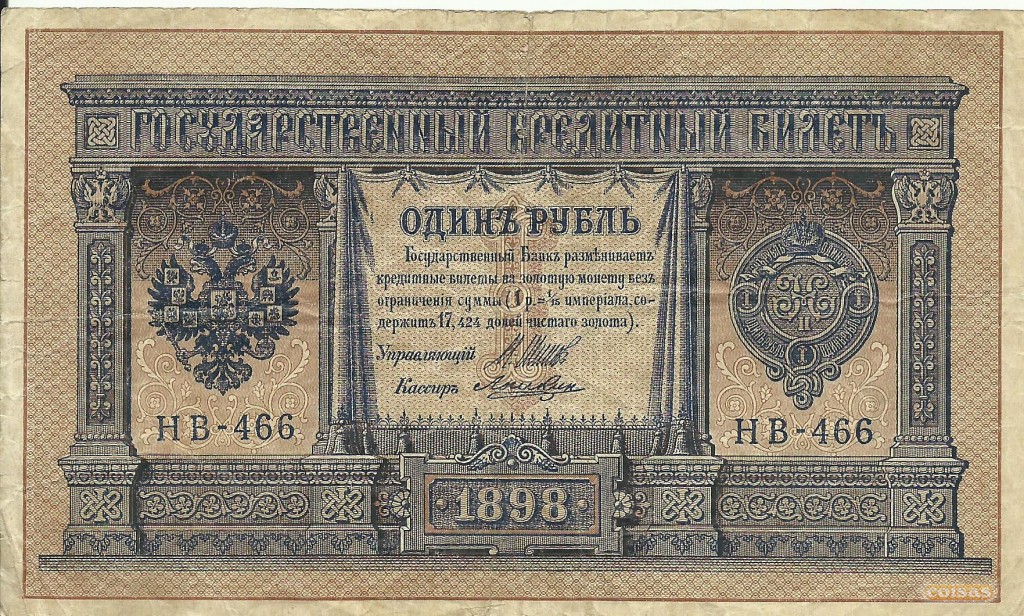 ГОСУДАРСТВЕННЫЙ КРЕДИТНЫЙ БИЛЕТЪ
ОДИНЪ РУБЛЬ
Государственный Банкъ размѣниваетъ
кредитные билеты на золотую монету безъ
ограниченія суммы (1 р. = 1/15 имперіала, со-
держитъ 17,424 долей чистаго золота).
Управляющій
Кассиръ
НВ-466
НВ-466
1898
coisas